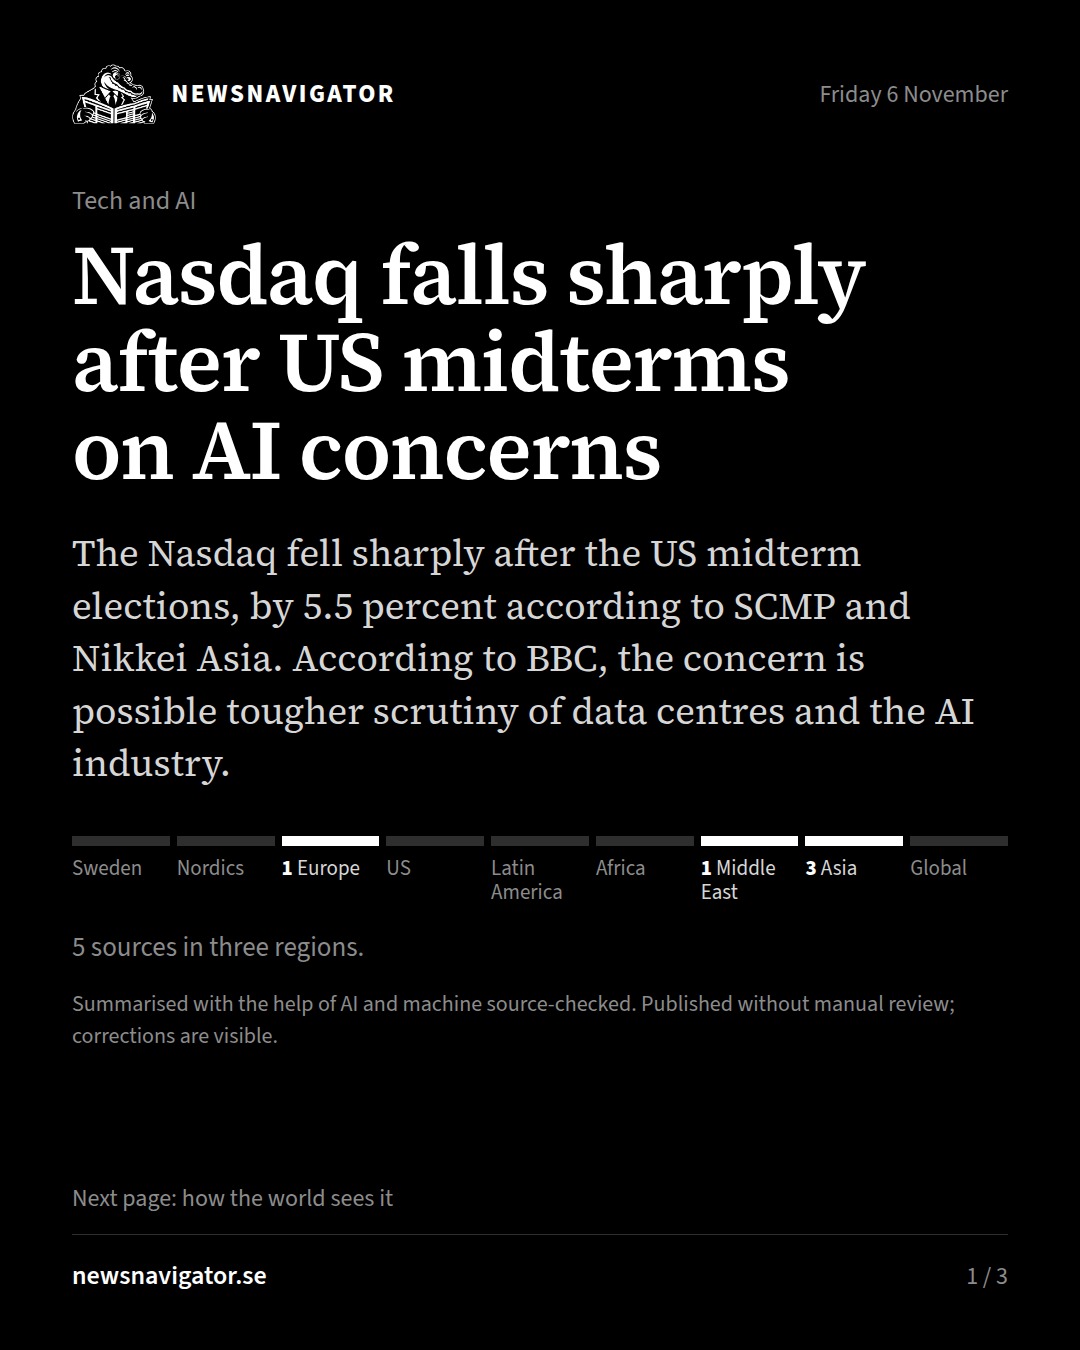 NEWSNAVIGATOR
Friday 6 November
Tech and AI
Nasdaq falls sharply
after US midterms
on AI concerns
The Nasdaq fell sharply after the US midterm
elections, by 5.5 percent according to SCMP and
Nikkei Asia. According to BBC, the concern is
possible tougher scrutiny of data centres and the AI
industry.
Sweden
Nordics
1 Europe
US
Latin
America
Africa
1 Middle
East
3 Asia
Global
5 sources in three regions.
Summarised with the help of AI and machine source-checked. Published without manual review;
corrections are visible.
Next page: how the world sees it
newsnavigator.se
1 / 3